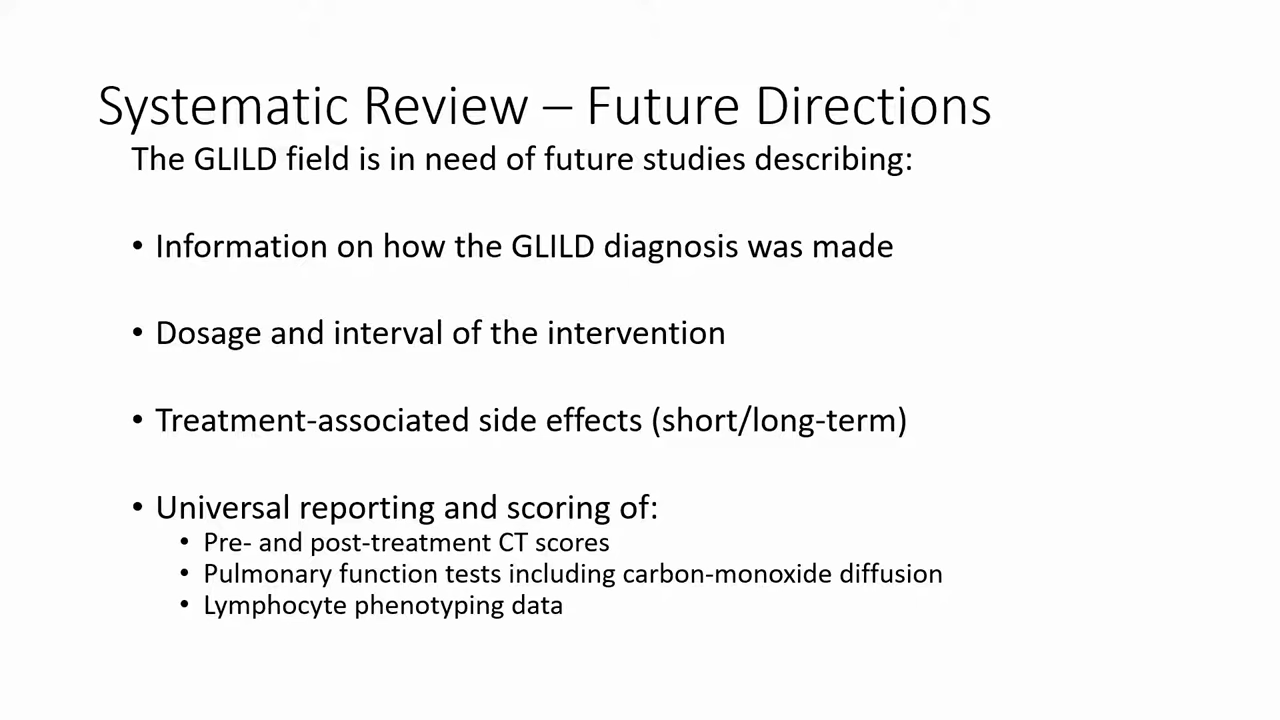 Systematic Review – Future Directions
The GLILD field is in need of future studies describing:
• Information on how the GLILD diagnosis was made
• Dosage and interval of the intervention
• Treatment-associated side effects (short/long-term)
• Universal reporting and scoring of:
• Pre- and post-treatment CT scores
• Pulmonary function tests including carbon-monoxide diffusion
• Lymphocyte phenotyping data